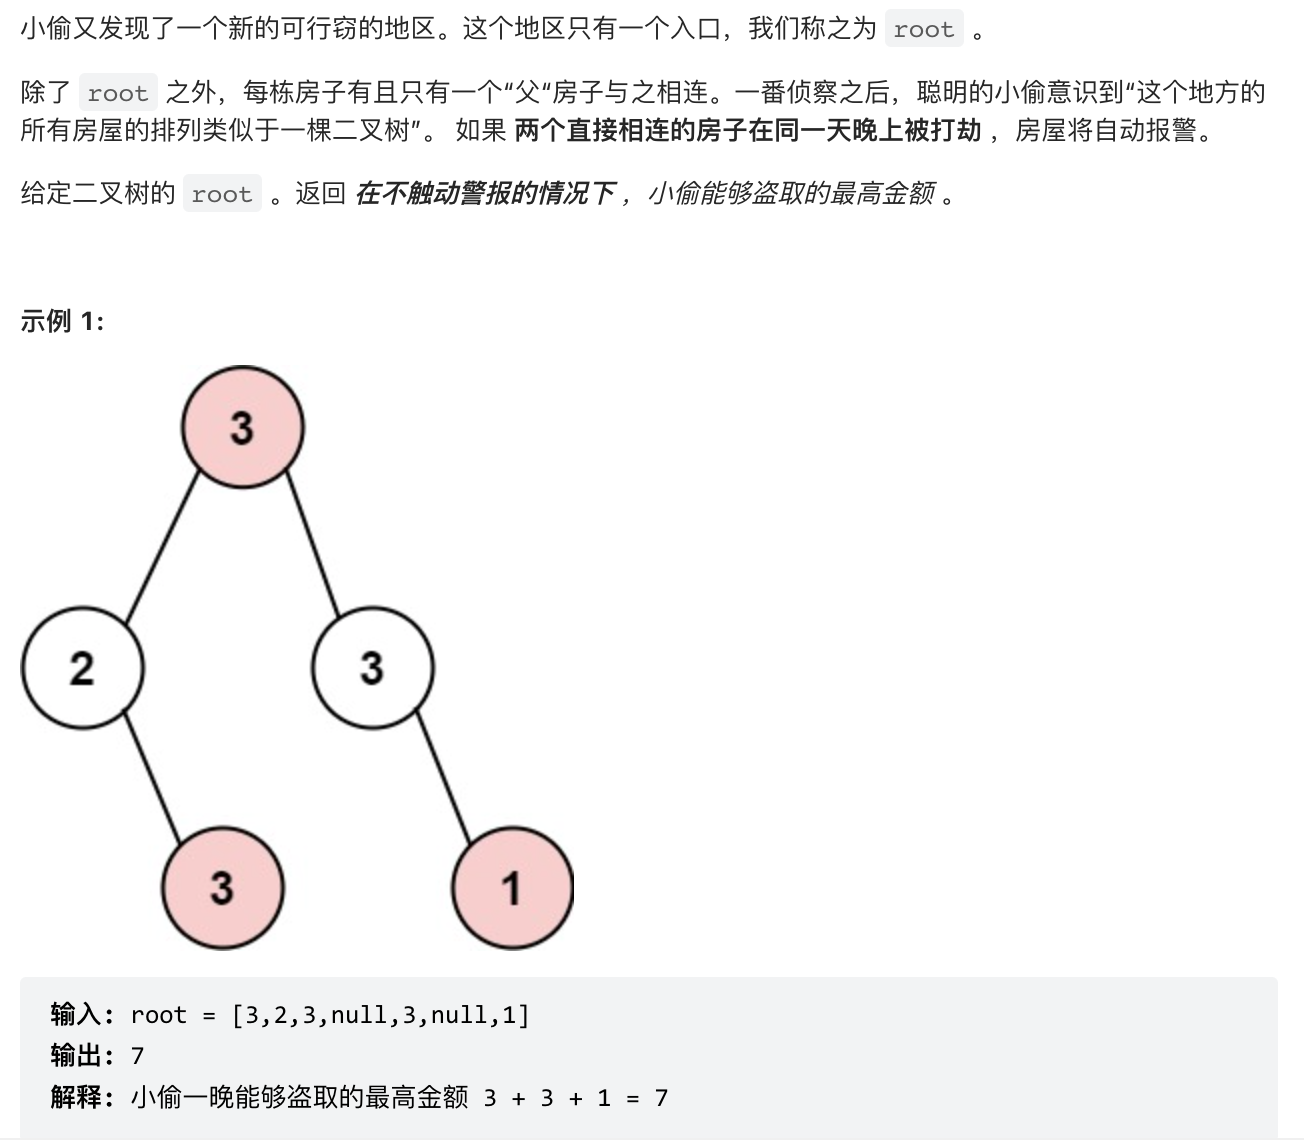 小偷又发现了一个新的可行窃的地区。这个地区只有一个入口，我们称之为 root 。
除了 root 之外，每栋房子有且只有一个“父“房子与之相连。一番侦察之后，聪明的小偷意识到“这个地方的
所有房屋的排列类似于一棵二叉树”。 如果 两个直接相连的房子在同一天晚上被打劫 ，房屋将自动报警。
给定二叉树的 root 。返回 在不触动警报的情况下 ，小偷能够盗取的最高金额 。
示例 1:
3
2
3
3
1
输入: root = [3,2,3,null,3,null,1]
输出: 7
解释: 小偷一晚能够盗取的最高金额 3 + 3 + 1 = 7